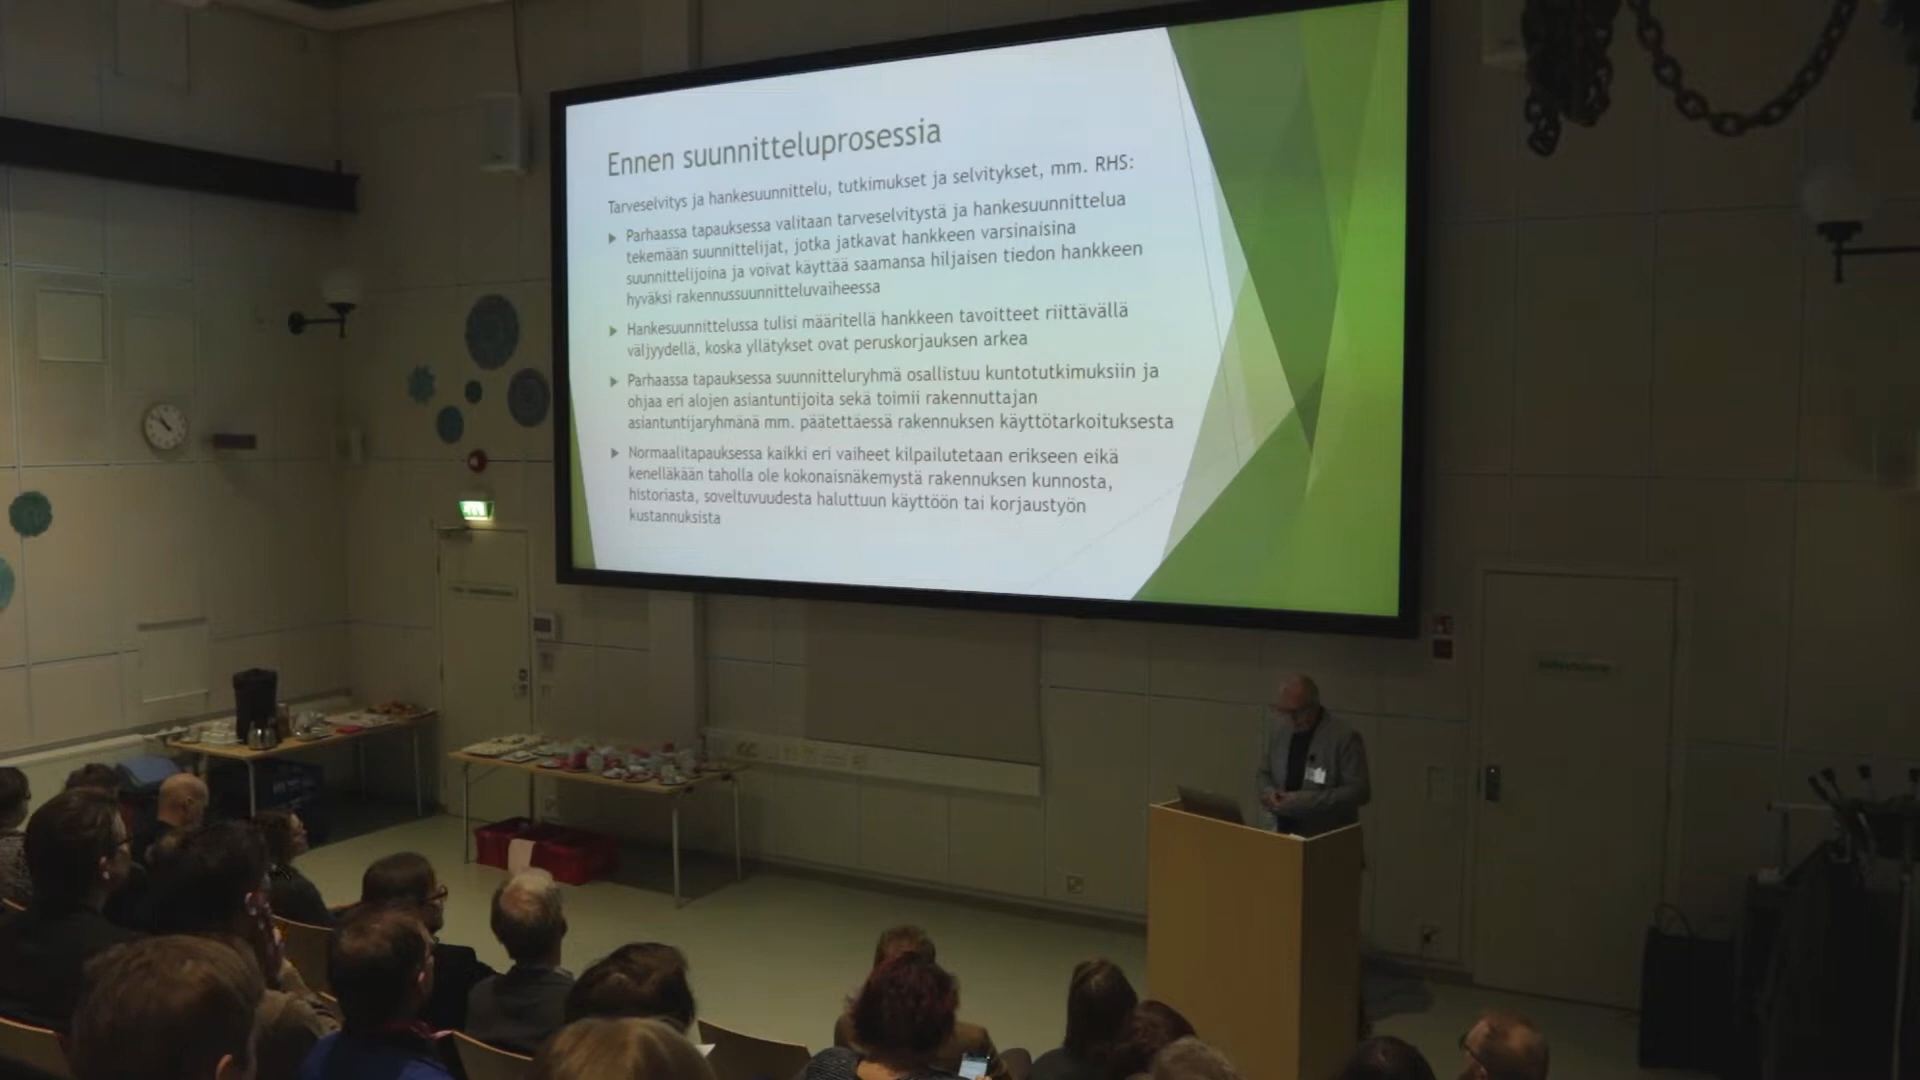 Ennen suunnitteluprosessia
Tarveselvitys ja hankesuunnittelu, tutkimukset ja selvitykset, mm. RHS:
Parhaassa tapauksessa valitaan tarveselvitystä ja hankesuunnittelua
tekemään suunnittelijat, jotka jatkavat hankkeen varsinaisina
suunnittelijoina ja voivat käyttää saamansa hiljaisen tiedon hankkeen
hyväksi rakennussuunnitteluvaiheessa
Hankesuunnittelussa tulisi määritellä hankkeen tavoitteet riittävällä
väljyydellä, koska yllätykset ovat peruskorjauksen arkea
Parhaassa tapauksessa suunnitteluryhmä osallistuu kuntotutkimuksiin ja
ohjaa eri alojen asiantuntijoita sekä toimii rakennuttajan
asiantuntijaryhmänä mm. päätettäessä rakennuksen käyttötarkoituksesta
Normaalitapauksessa kaikki eri vaiheet kilpailutetaan erikseen eikä
kenelläkään taholla ole kokonaisnäkemystä rakennuksen kunnosta,
historiasta, soveltuvuudesta haluttuun käyttöön tai korjaustyön
kustannuksista